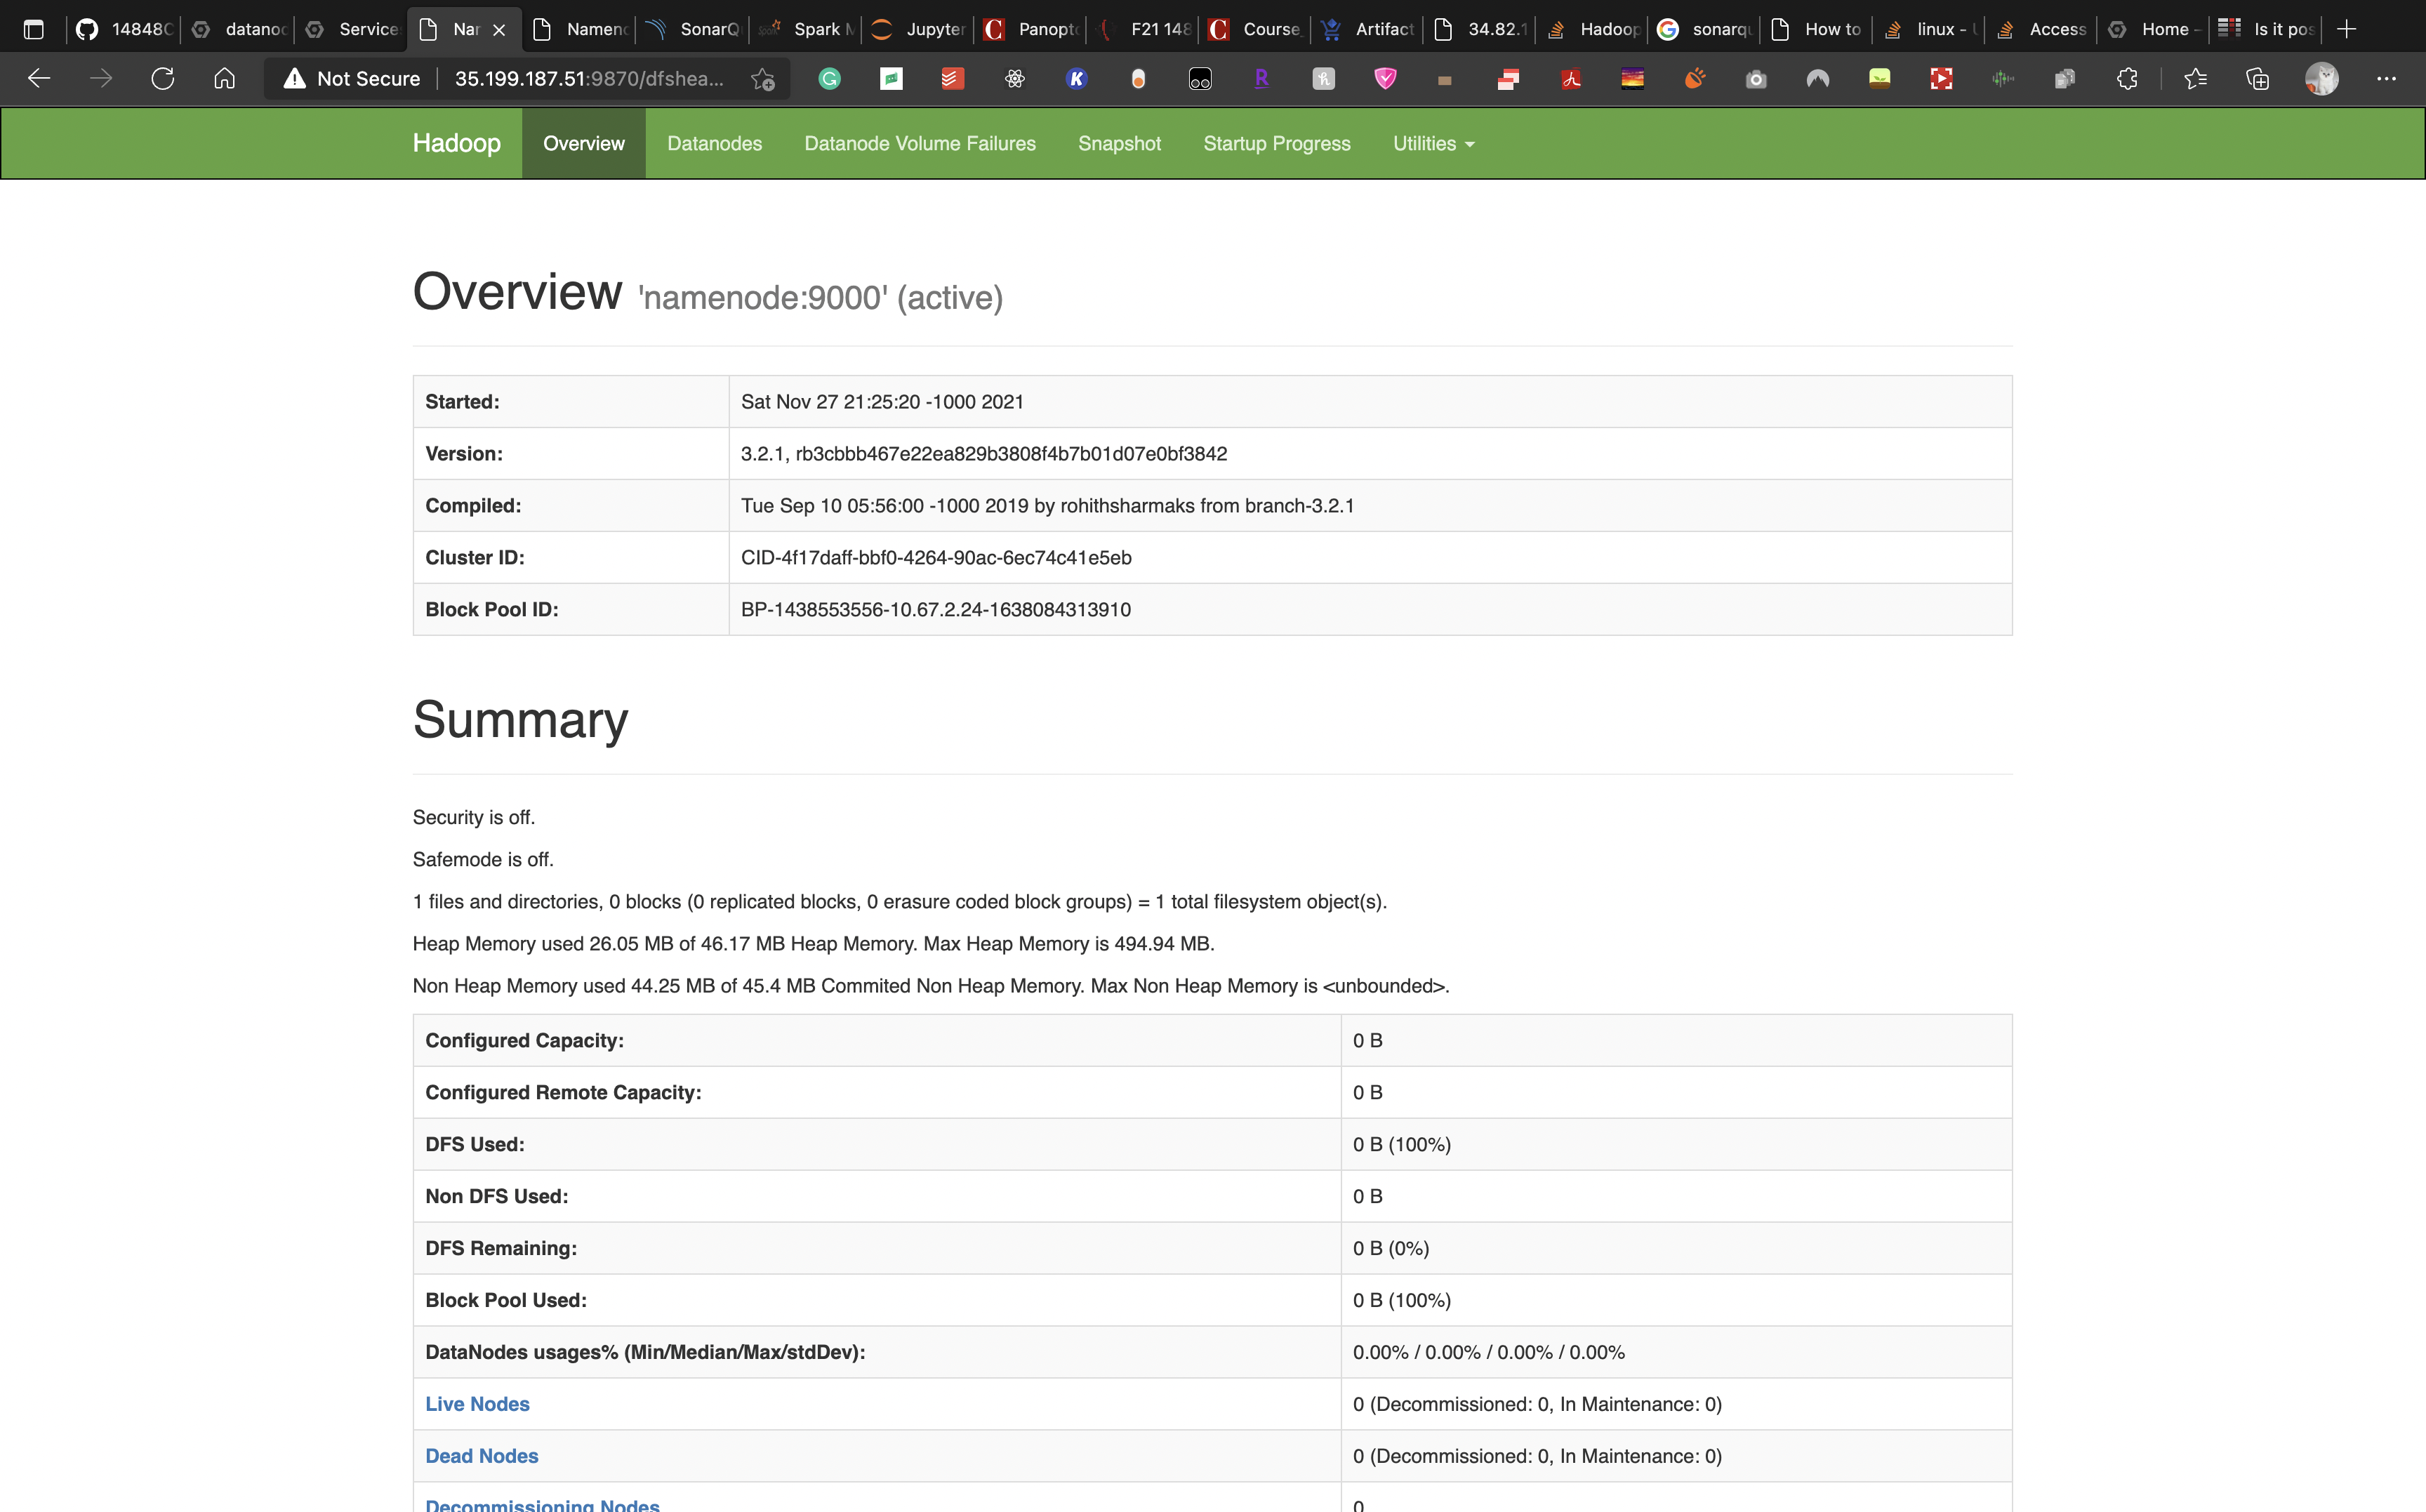 14848C datanoc Service Nar Nameno SonarQ Spark M Jupyter Panopto F21 148 Course_ Artifact 34.82.1 Hadoop sonarqu How to linux - Access Home - Is it pos
Not Secure 35.199.187.51:9870/dfshea...
Hadoop Overview Datanodes Datanode Volume Failures Snapshot Startup Progress Utilities
Overview 'namenode:9000' (active)
Started: Sat Nov 27 21:25:20 -1000 2021
Version: 3.2.1, rb3cbbb467e22ea829b3808f4b7b01d07e0bf3842
Compiled: Tue Sep 10 05:56:00 -1000 2019 by rohithsharmaks from branch-3.2.1
Cluster ID: CID-4f17daff-bbf0-4264-90ac-6ec74c41e5eb
Block Pool ID: BP-1438553556-10.67.2.24-1638084313910
Summary
Security is off.
Safemode is off.
1 files and directories, 0 blocks (0 replicated blocks, 0 erasure coded block groups) = 1 total filesystem object(s).
Heap Memory used 26.05 MB of 46.17 MB Heap Memory. Max Heap Memory is 494.94 MB.
Non Heap Memory used 44.25 MB of 45.4 MB Commited Non Heap Memory. Max Non Heap Memory is <unbounded>.
Configured Capacity: 0 B
Configured Remote Capacity: 0 B
DFS Used: 0 B (100%)
Non DFS Used: 0 B
DFS Remaining: 0 B (0%)
Block Pool Used: 0 B (100%)
DataNodes usages% (Min/Median/Max/stdDev): 0.00% / 0.00% / 0.00% / 0.00%
Live Nodes 0 (Decommissioned: 0, In Maintenance: 0)
Dead Nodes 0 (Decommissioned: 0, In Maintenance: 0)
Decommissioning Nodes 0